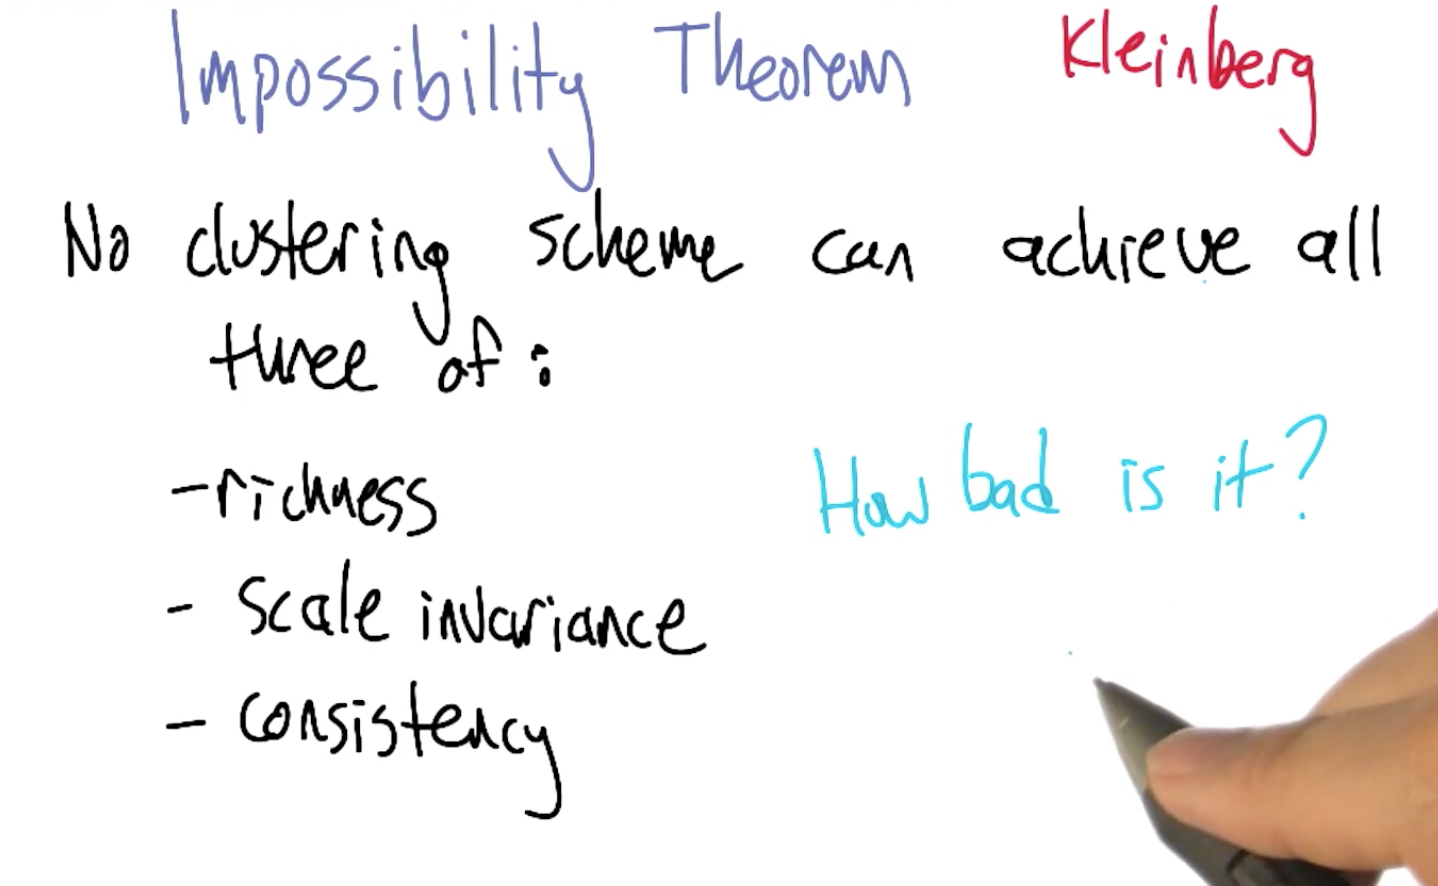 Impossibility Theorem Kleinberg
No clustering scheme can achieve all
three of:
-richness
How bad is it?
- scale invariance
- consistency